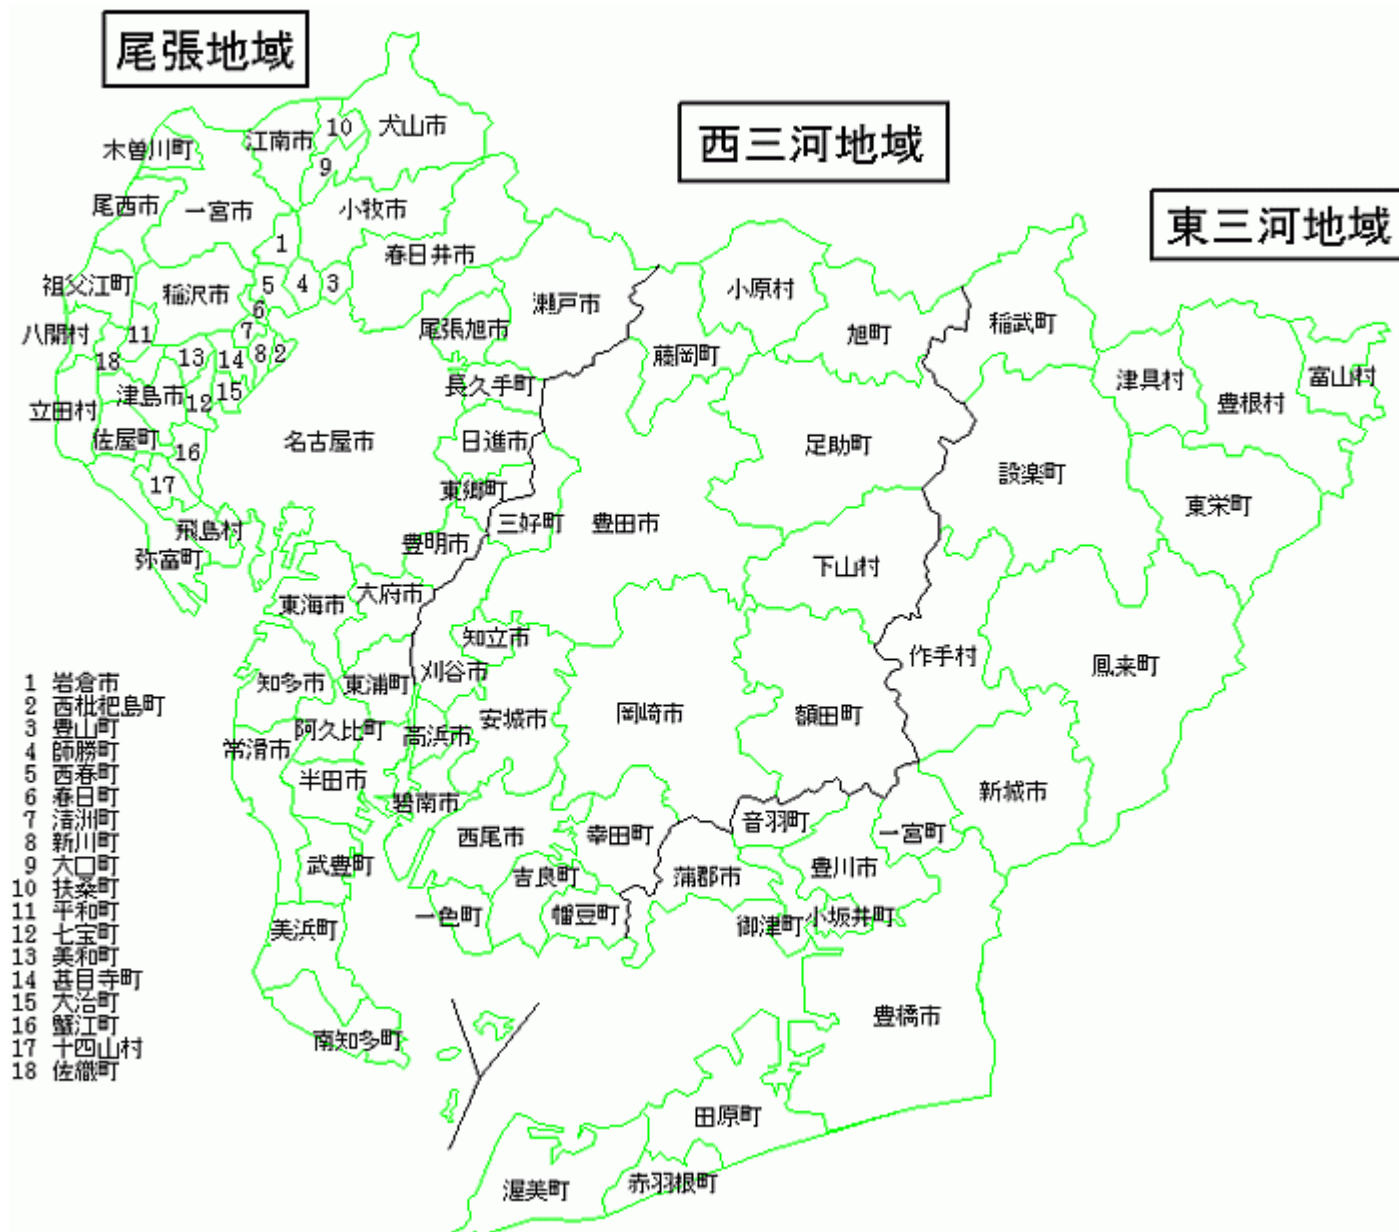 尾張地域
西三河地域
東三河地域
犬山市
10
江南市
木曽川町
9
尾西市
一宮市
小牧市
1
春日井市
祖父江町
稲沢市
5
4
3
瀬戸市
小原村
稲武町
6
八開村
11
7
尾張旭市
旭町
18
13
14
8
2
藤岡町
津具村
富山村
津島市
12
15
長久手町
豊根村
立田村
佐屋町
16
名古屋市
日進市
足助町
設楽町
17
東郷町
東栄町
飛島村
三好町
豊田市
弥富町
豊明市
下山村
東海市
大府市
知立市
作手村
鳳来町
知多市
東浦町
刈谷市
阿久比町
高浜市
安城市
岡崎市
額田町
常滑市
半田市
碧南市
新城市
西尾市
幸田町
音羽町
一宮町
武豊町
吉良町
蒲郡市
豊川市
美浜町
一色町
幡豆町
御津町
小坂井町
豊橋市
南知多町
田原町
渥美町
赤羽根町
1 岩倉市
2 西枇杷島町
3 豊山町
4 師勝町
5 西春町
6 春日町
7 清洲町
8 新川町
9 大口町
10 扶桑町
11 平和町
12 七宝町
13 美和町
14 甚目寺町
15 大治町
16 蟹江町
17 十四山村
18 佐織町